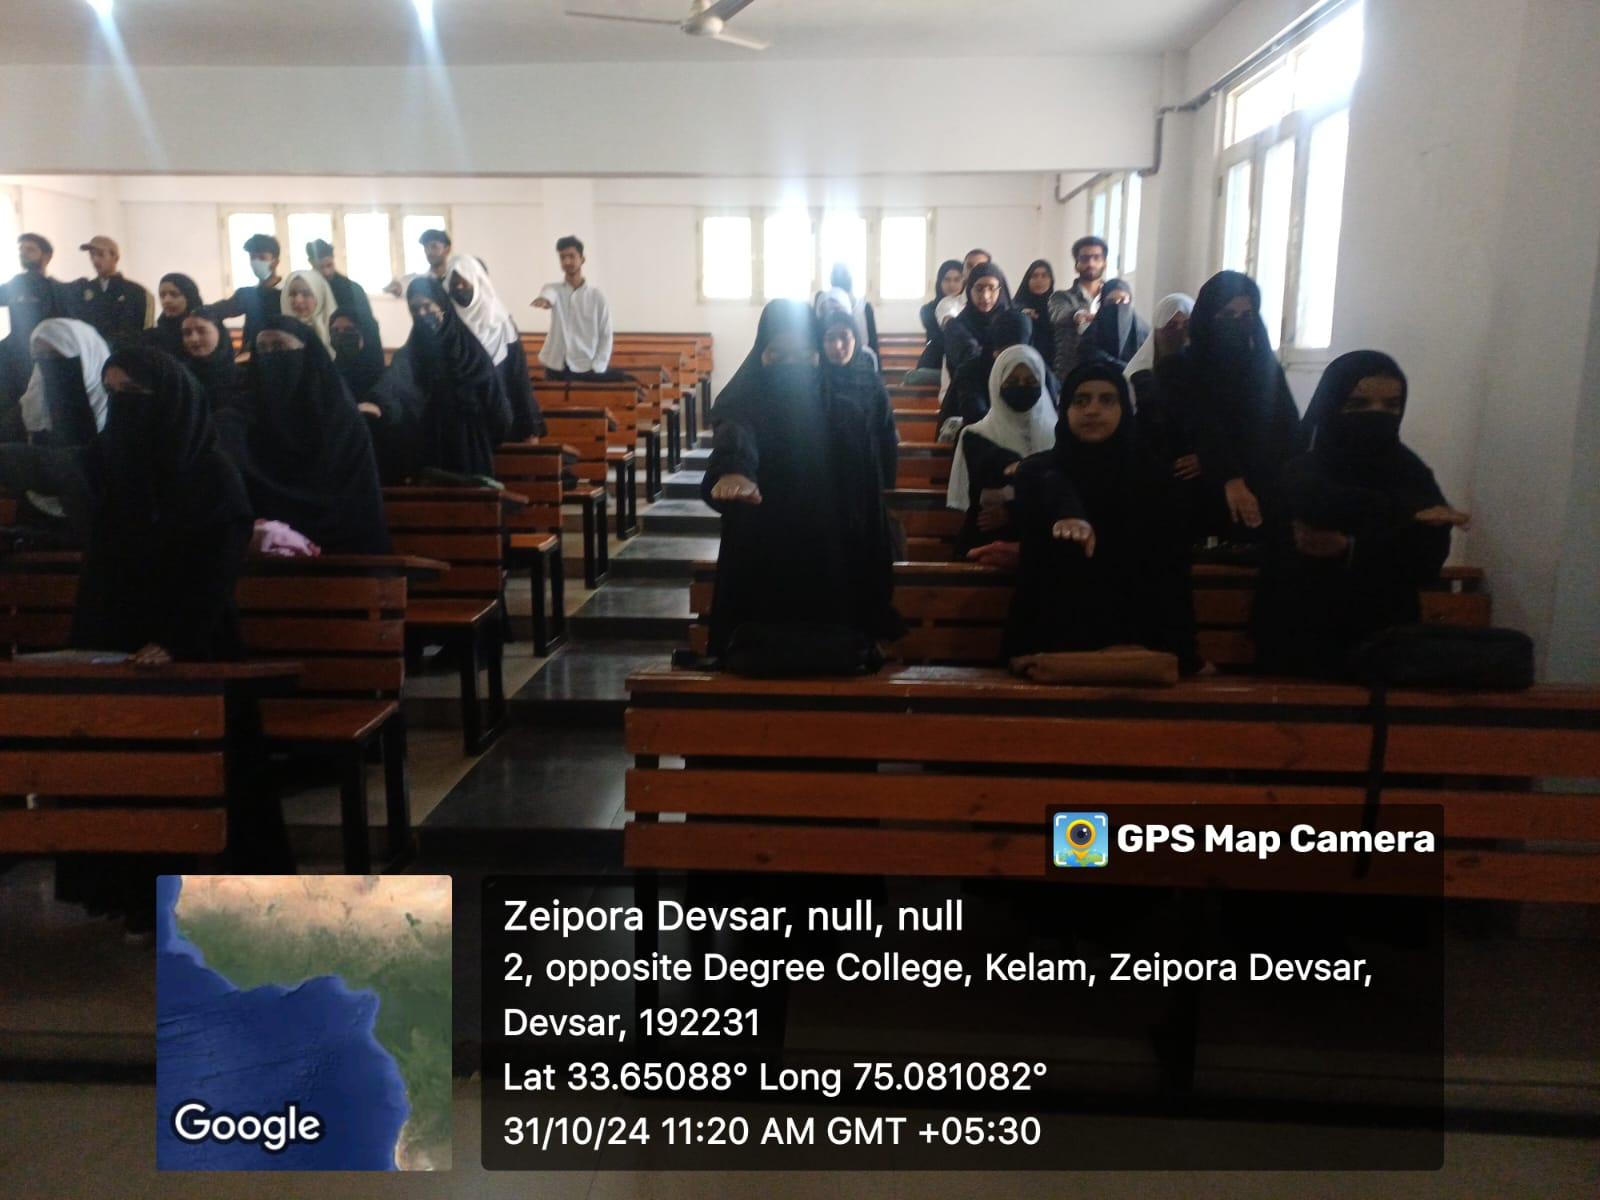 GPS Map Camera
Zeipora Devsar, null, null
2, opposite Degree College, Kelam, Zeipora Devsar,
Devsar, 192231
Lat 33.65088° Long 75.081082°
31/10/24 11:20 AM GMT +05:30
Google